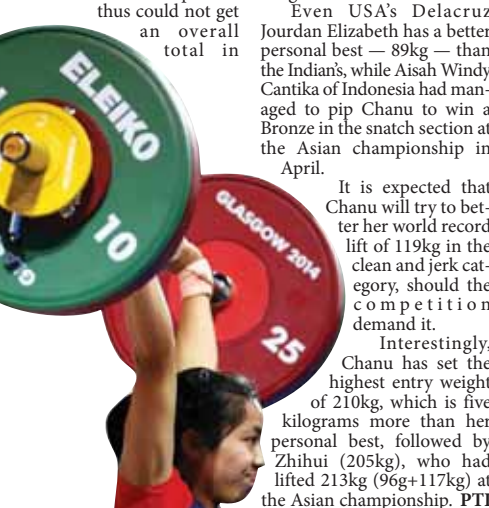 thus could not get
an overall
total in
Even USA's Delacruz
Jourdan Elizabeth has a better
personal best — 89kg — than
the Indian's, while Aisah Windy
Cantika of Indonesia had man-
aged to pip Chanu to win a
Bronze in the snatch section at
the Asian championship in
April.
It is expected that
Chanu will try to bet-
ter her world record
lift of 119kg in the
clean and jerk cat-
egory, should the
competition
demand it.
Interestingly,
Chanu has set the
highest entry weight
of 210kg, which is five
kilograms more than her
personal best, followed by
Zhihui (205kg), who had
lifted 213kg (96g+117kg) at
the Asian championship. PTI
ELEIKO
10
GLASGOW 2014
25